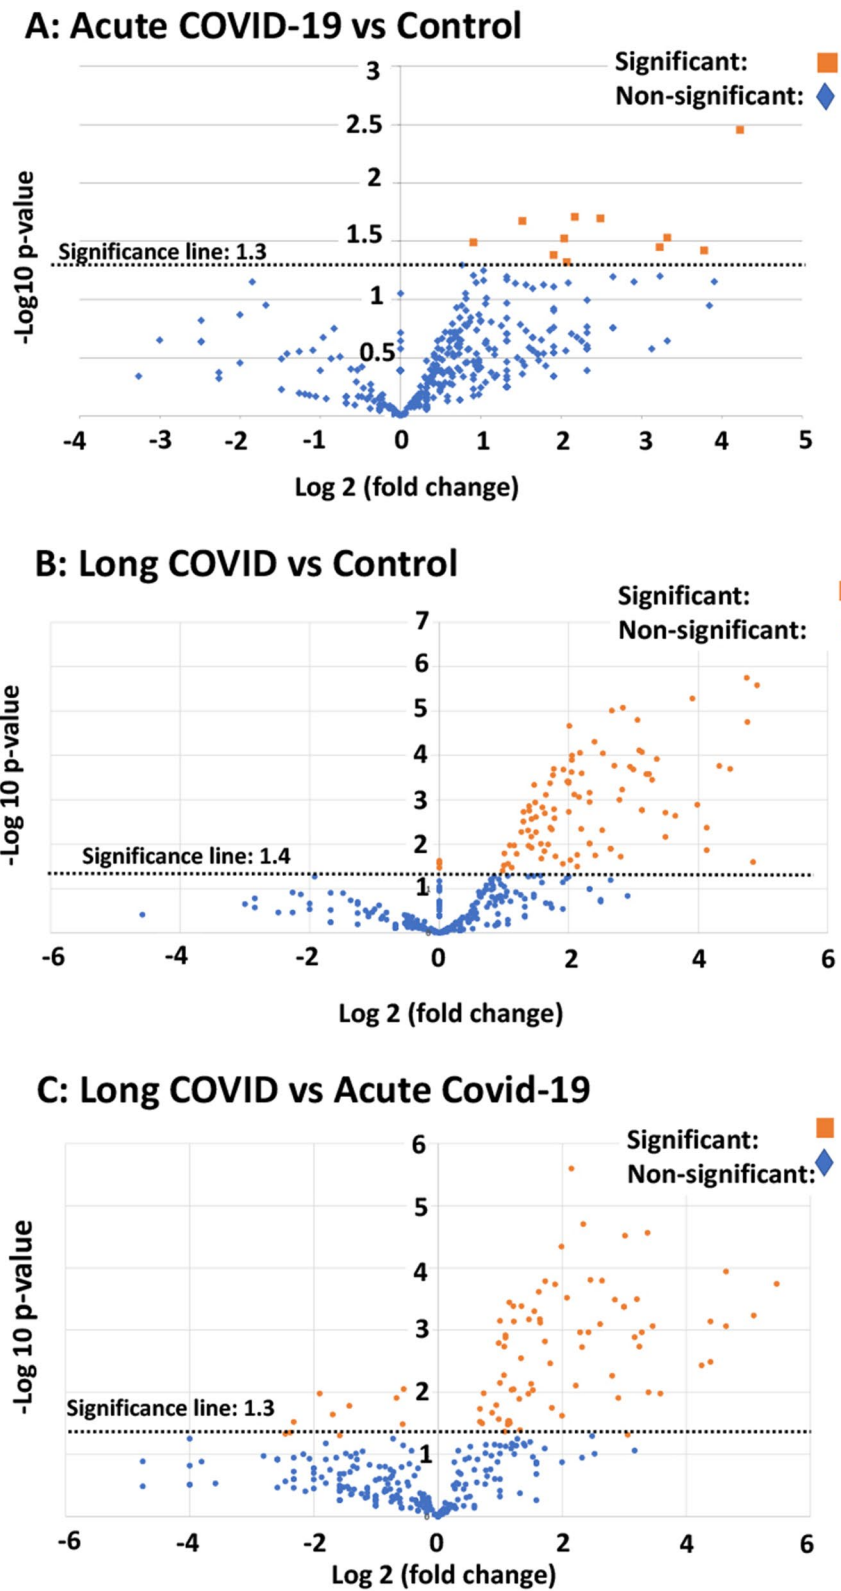 A: Acute COVID-19 vs Control
Significant:
Non-significant:
3
2.5
2
1.5
1
0.5
-Log10 p-value
Significance line: 1.3
-4 -3 -2 -1 0 1 2 3 4 5
Log 2 (fold change)
B: Long COVID vs Control
Significant:
Non-significant:
7
6
5
4
3
2
1
0
-Log 10 p-value
Significance line: 1.4
-6 -4 -2 0 2 4 6
Log 2 (fold change)
C: Long COVID vs Acute Covid-19
Significant:
Non-significant:
6
5
4
3
2
1
0
-Log 10 p-value
Significance line: 1.3
-6 -4 -2 0 2 4 6
Log 2 (fold change)